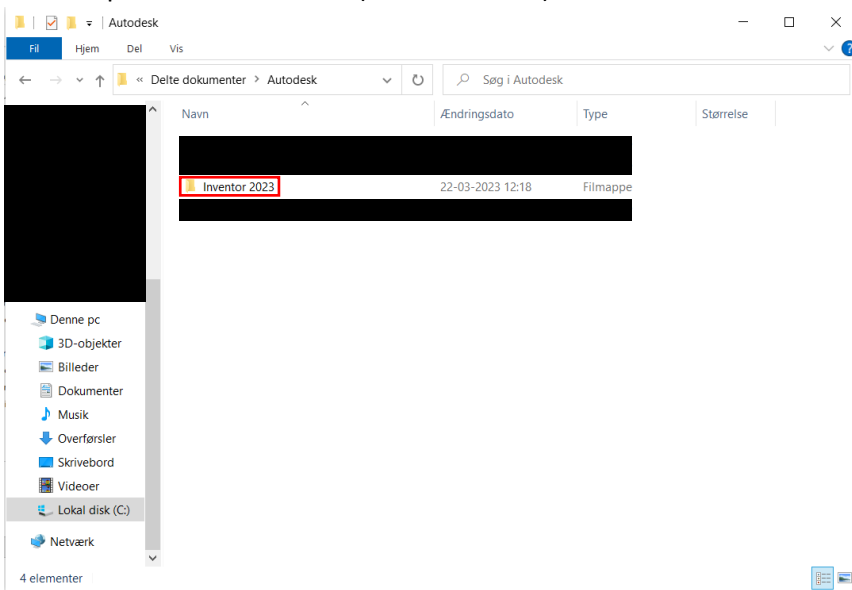 Autodesk
Fil Hjem Del Vis
« Delte dokumenter > Autodesk
Søg i Autodesk
Navn Ændringsdato Type Størrelse
Inventor 2023 22-03-2023 12:18 Filmappe
Denne pc
3D-objekter
Billeder
Dokumenter
Musik
Overførsler
Skrivebord
Videoer
Lokal disk (C:)
Netværk
4 elementer